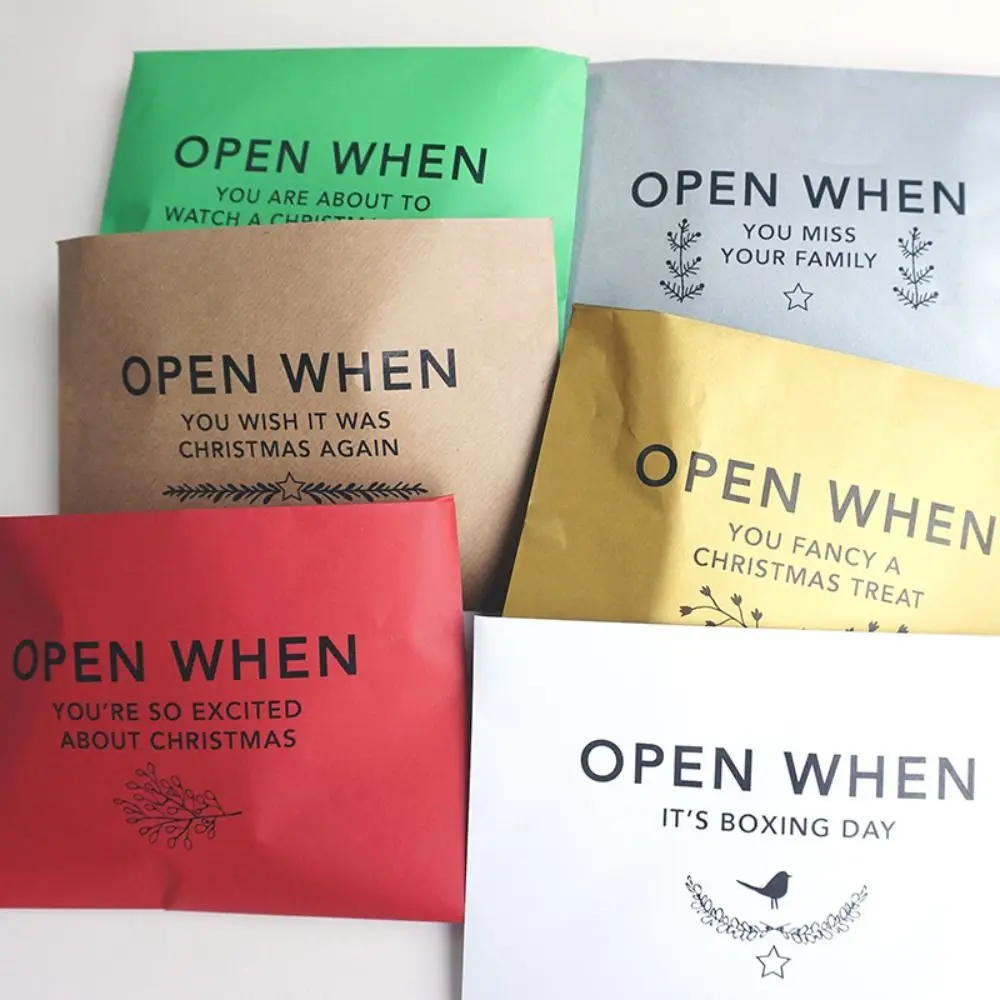 OPEN WHEN
YOU ARE ABOUT TO
WATCH A
OPEN WHEN
YOU MISS
YOUR FAMILY
OPEN WHEN
YOU WISH IT WAS
CHRISTMAS AGAIN
OPEN WHEN
YOU FANCY A
CHRISTMAS TREAT
OPEN WHEN
YOU'RE SO EXCITED
ABOUT CHRISTMAS
OPEN WHEN
IT'S BOXING DAY